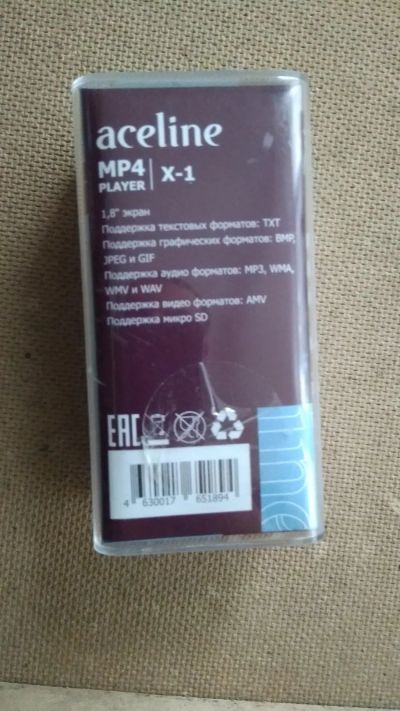 aceline
MP4 PLAYER | X-1
1,8" экран
Поддержка текстовых форматов: TXT
Поддержка графических форматов: BMP,
JPEG и GIF
Поддержка аудио форматов: MP3, WMA,
WMV и WAV
Поддержка видео форматов: AMV
Поддержка микро SD
EAC
4 630017 651894
line